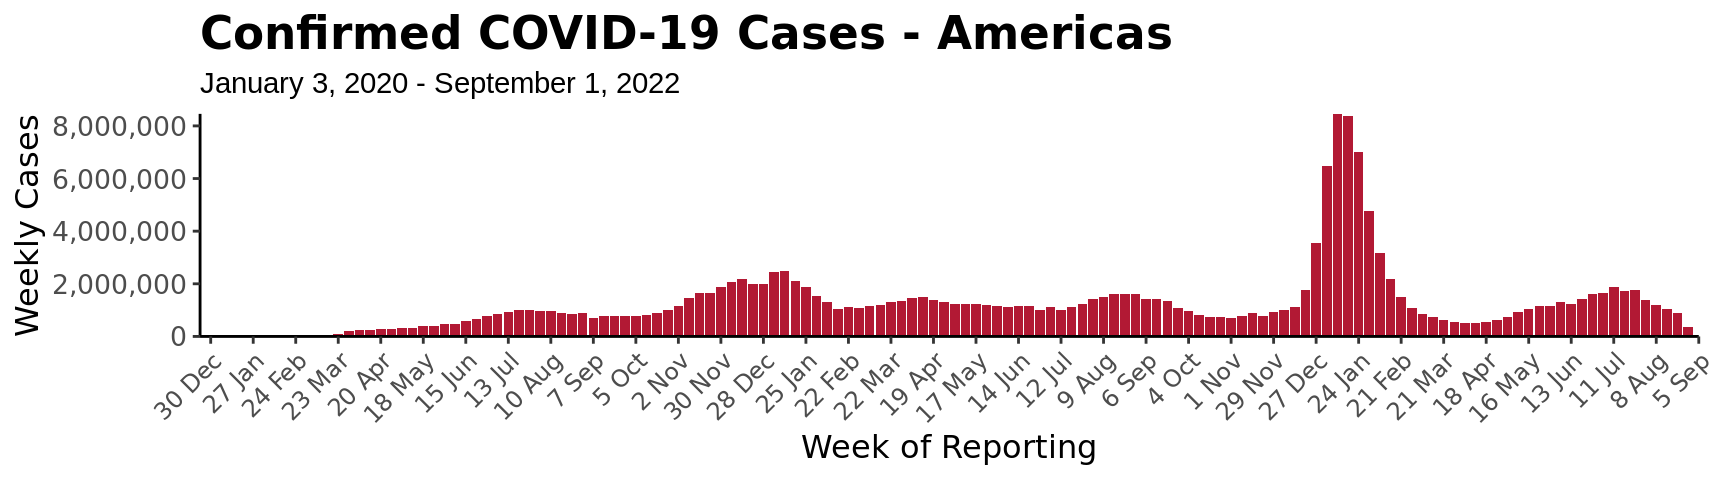 Confirmed COVID-19 Cases - Americas
January 3, 2020 - September 1, 2022
Weekly Cases
8,000,000
6,000,000
4,000,000
2,000,000
0
30 Dec
27 Jan
24 Feb
23 Mar
20 Apr
18 May
15 Jun
13 Jul
10 Aug
7 Sep
5 Oct
2 Nov
30 Nov
28 Dec
25 Jan
22 Feb
22 Mar
19 Apr
17 May
14 Jun
12 Jul
9 Aug
6 Sep
4 Oct
1 Nov
29 Nov
27 Dec
24 Jan
21 Feb
21 Mar
18 Apr
16 May
13 Jun
11 Jul
8 Aug
5 Sep
Week of Reporting